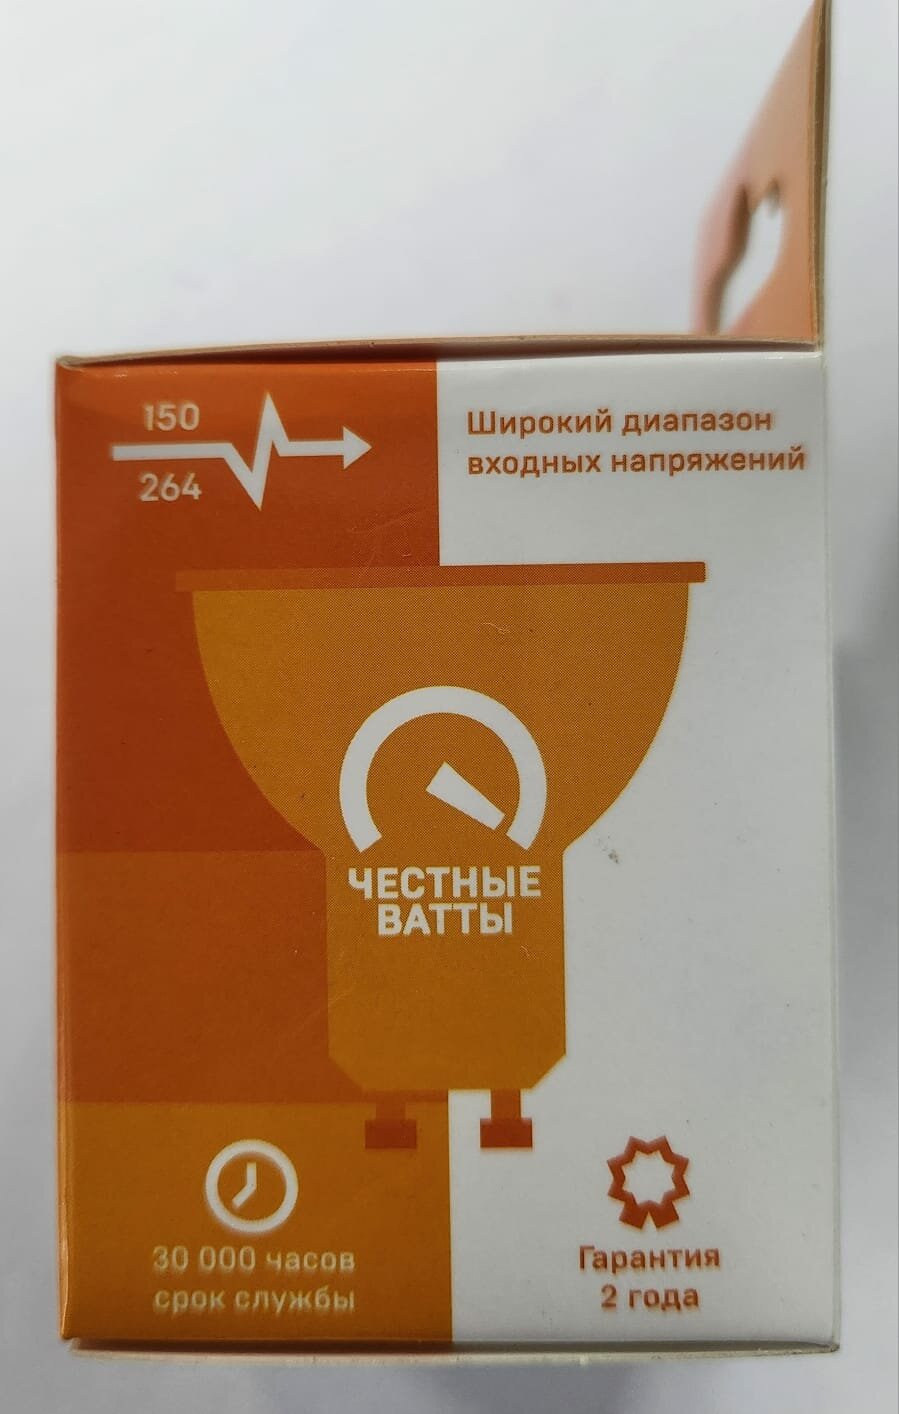 150
264
Широкий диапазон
входных напряжений
ЧЕСТНЫЕ
ВАТТЫ
30 000 часов
срок службы
Гарантия
2 года